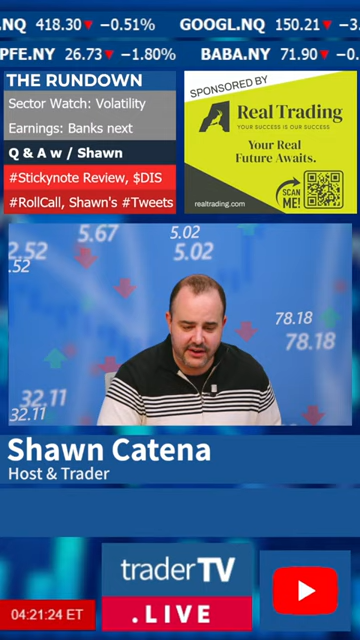 .NQ 418.30 −0.51% GOOGL.NQ 150.21 −3.
PFE.NY 26.73 −1.80% BABA.NY 71.90 −0.
THE RUNDOWN
Sector Watch: Volatility
Earnings: Banks next
Q & A w / Shawn
#Stickynote Review, $DIS
#RollCall, Shawn's #Tweets
SPONSORED BY
Real Trading
YOUR SUCCESS IS OUR SUCCESS
Your Real
Future Awaits.
SCAN
ME!
realtrading.com
5.67
5.02
2.52
5.02
.52
78.18
78.18
32.11
32.11
Shawn Catena
Host & Trader
traderTV
.LIVE
04:21:24 ET